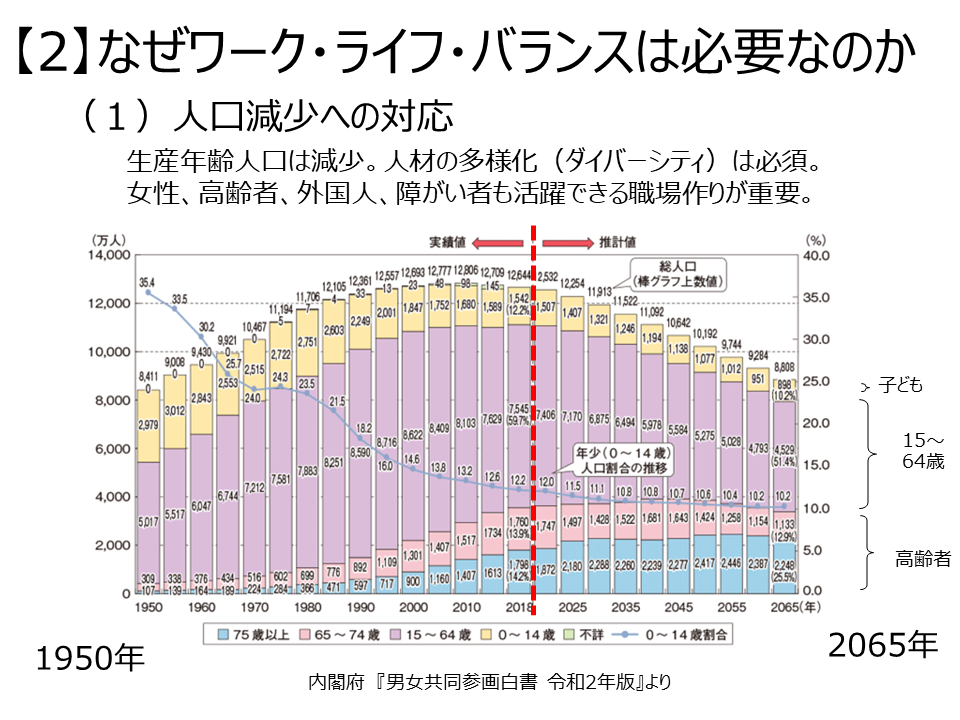 【2】なぜワーク・ライフ・バランスは必要なのか
（１）人口減少への対応
生産年齢人口は減少。人材の多様化（ダイバーシティ）は必須。
女性、高齢者、外国人、障がい者も活躍できる職場作りが重要。
(万人) 実績値 推計値 (%)
総人口
(棒グラフ上数値)
14,000 12,000 10,000 8,000 6,000 4,000 2,000 0
40.0 35.0 30.0 25.0 20.0 15.0 10.0 5.0 0.0
8,411 9,008 9,430 9,921 10,467 11,194 11,706 12,105 12,361 12,557 12,693 12,777 12,806 12,709 12,644 12,532 12,254 11,913 11,522 11,092 10,642 10,192 9,744 9,284 8,808
0 0 0 0 0 5 7 4 33 13 23 48 98 145
2,979 3,012 2,843 2,553 2,515 2,722 2,751 2,603 2,249 2,001 1,847 1,752 1,680 1,589 1,542 (12.2%) 1,507 1,407 1,321 1,246 1,194 1,138 1,077 1,012 951 898 (10.2%)
5,017 5,517 6,047 6,744 7,212 7,581 7,883 8,251 8,590 8,716 8,622 8,409 8,103 7,629 7,545 (59.7%) 7,406 7,170 6,875 6,494 5,978 5,584 5,275 5,028 4,793 4,529 (51.4%)
35.4 33.5 30.2 25.7 24.0 24.3 23.5 21.5 18.2 16.0 14.6 13.8 13.2 12.6 12.2 12.0 11.5 11.1 10.8 10.8 10.7 10.6 10.4 10.2 10.2
年少(０～１４歳)
人口割合の推移
309 338 376 434 516 602 699 776 892 1,109 1,301 1,407 1,517 1734 1,760 (13.9%) 1,747 1,497 1,428 1,522 1,681 1,643 1,424 1,258 1,154 1,133 (12.9%)
107 139 164 189 224 284 366 471 597 717 900 1,160 1,407 1613 1,798 (14.2%) 1,872 2,180 2,288 2,260 2,239 2,277 2,417 2,446 2,387 2,248 (25.5%)
1950 1960 1970 1980 1990 2000 2010 2018 2025 2035 2045 2055 2065(年)
子ども
15～
64歳
高齢者
75歳以上 65～74歳 15～64歳 0～14歳 不詳 0～14歳割合
1950年 2065年
内閣府『男女共同参画白書 令和2年版』より